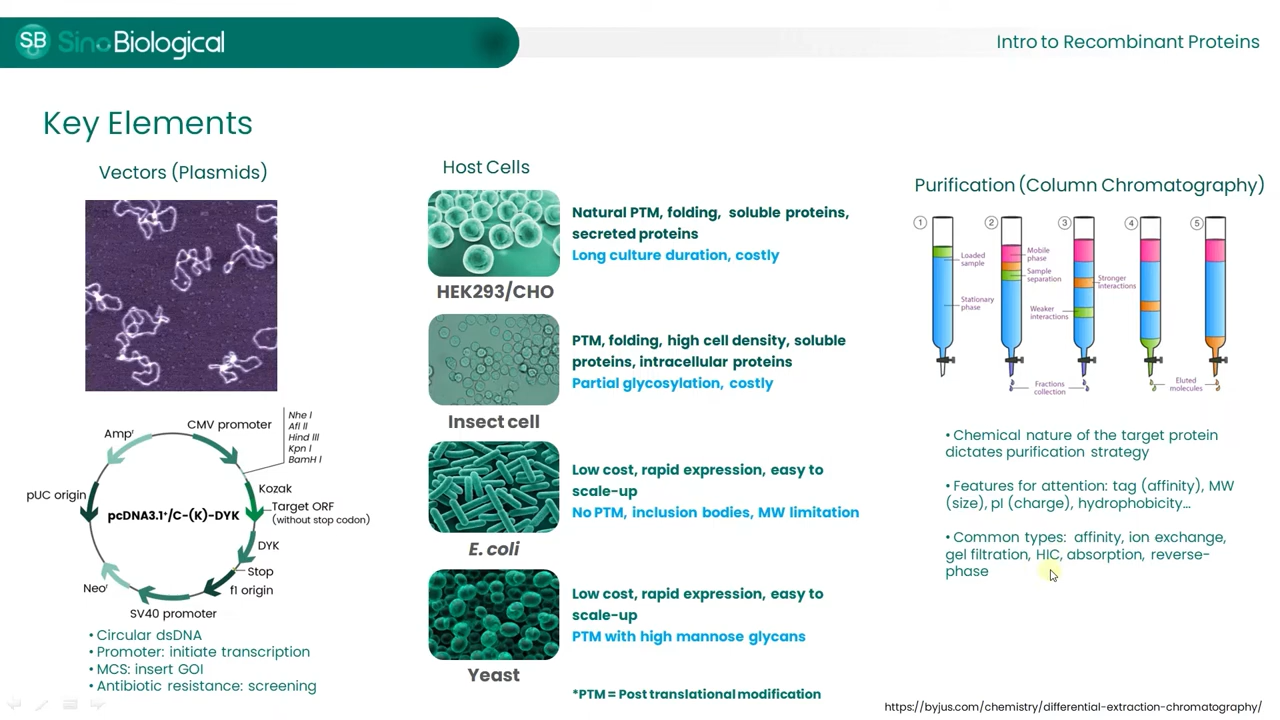 SB SinoBiological
Intro to Recombinant Proteins
Key Elements
Vectors (Plasmids)
Amp^r
CMV promoter
Nhe I
Afl II
Hind III
Kpn I
BamH I
pUC origin
pcDNA3.1⁺/C-(K)-DYK
Kozak
Target ORF
(without stop codon)
DYK
Stop
f1 origin
SV40 promoter
Neo^r
• Circular dsDNA
• Promoter: initiate transcription
• MCS: insert GOI
• Antibiotic resistance: screening
Host Cells
Natural PTM, folding, soluble proteins,
secreted proteins
Long culture duration, costly
HEK293/CHO
PTM, folding, high cell density, soluble
proteins, intracellular proteins
Partial glycosylation, costly
Insect cell
Low cost, rapid expression, easy to
scale-up
No PTM, inclusion bodies, MW limitation
E. coli
Low cost, rapid expression, easy to
scale-up
PTM with high mannose glycans
Yeast
*PTM = Post translational modification
Purification (Column Chromatography)
1
2
3
4
5
Loaded
sample
Stationary
phase
Mobile
phase
Sample
separation
Stronger
interactions
Weaker
interactions
Fractions
collection
Eluted
molecules
• Chemical nature of the target protein
dictates purification strategy
• Features for attention: tag (affinity), MW
(size), pI (charge), hydrophobicity…
• Common types: affinity, ion exchange,
gel filtration, HIC, absorption, reverse-
phase
https://byjus.com/chemistry/differential-extraction-chromatography/